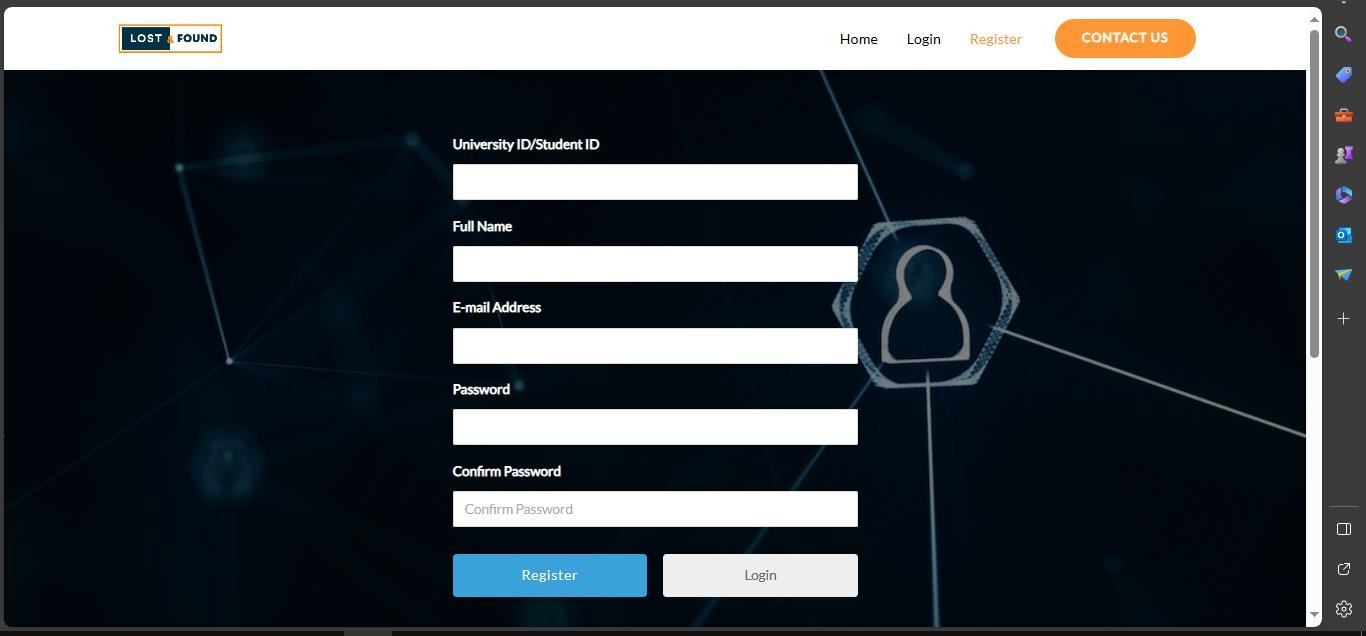 LOST & FOUND
Home
Login
Register
CONTACT US
University ID/Student ID
Full Name
E-mail Address
Password
Confirm Password
Confirm Password
Register
Login